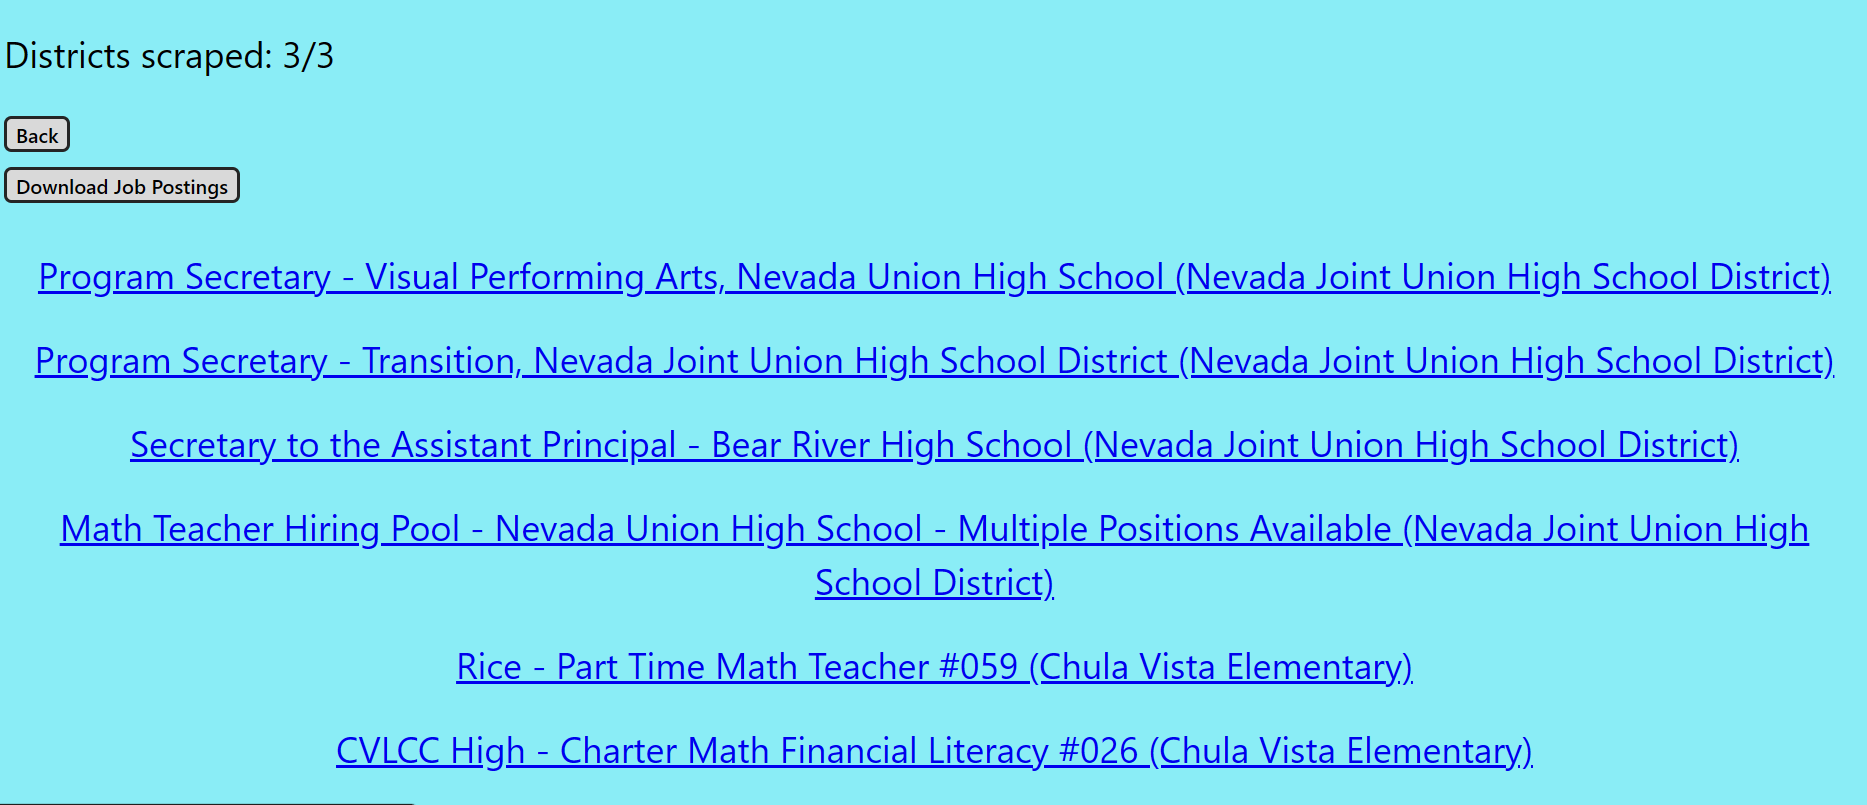 Districts scraped: 3/3
Back
Download Job Postings
Program Secretary - Visual Performing Arts, Nevada Union High School (Nevada Joint Union High School District)
Program Secretary - Transition, Nevada Joint Union High School District (Nevada Joint Union High School District)
Secretary to the Assistant Principal - Bear River High School (Nevada Joint Union High School District)
Math Teacher Hiring Pool - Nevada Union High School - Multiple Positions Available (Nevada Joint Union High
School District)
Rice - Part Time Math Teacher #059 (Chula Vista Elementary)
CVLCC High - Charter Math Financial Literacy #026 (Chula Vista Elementary)